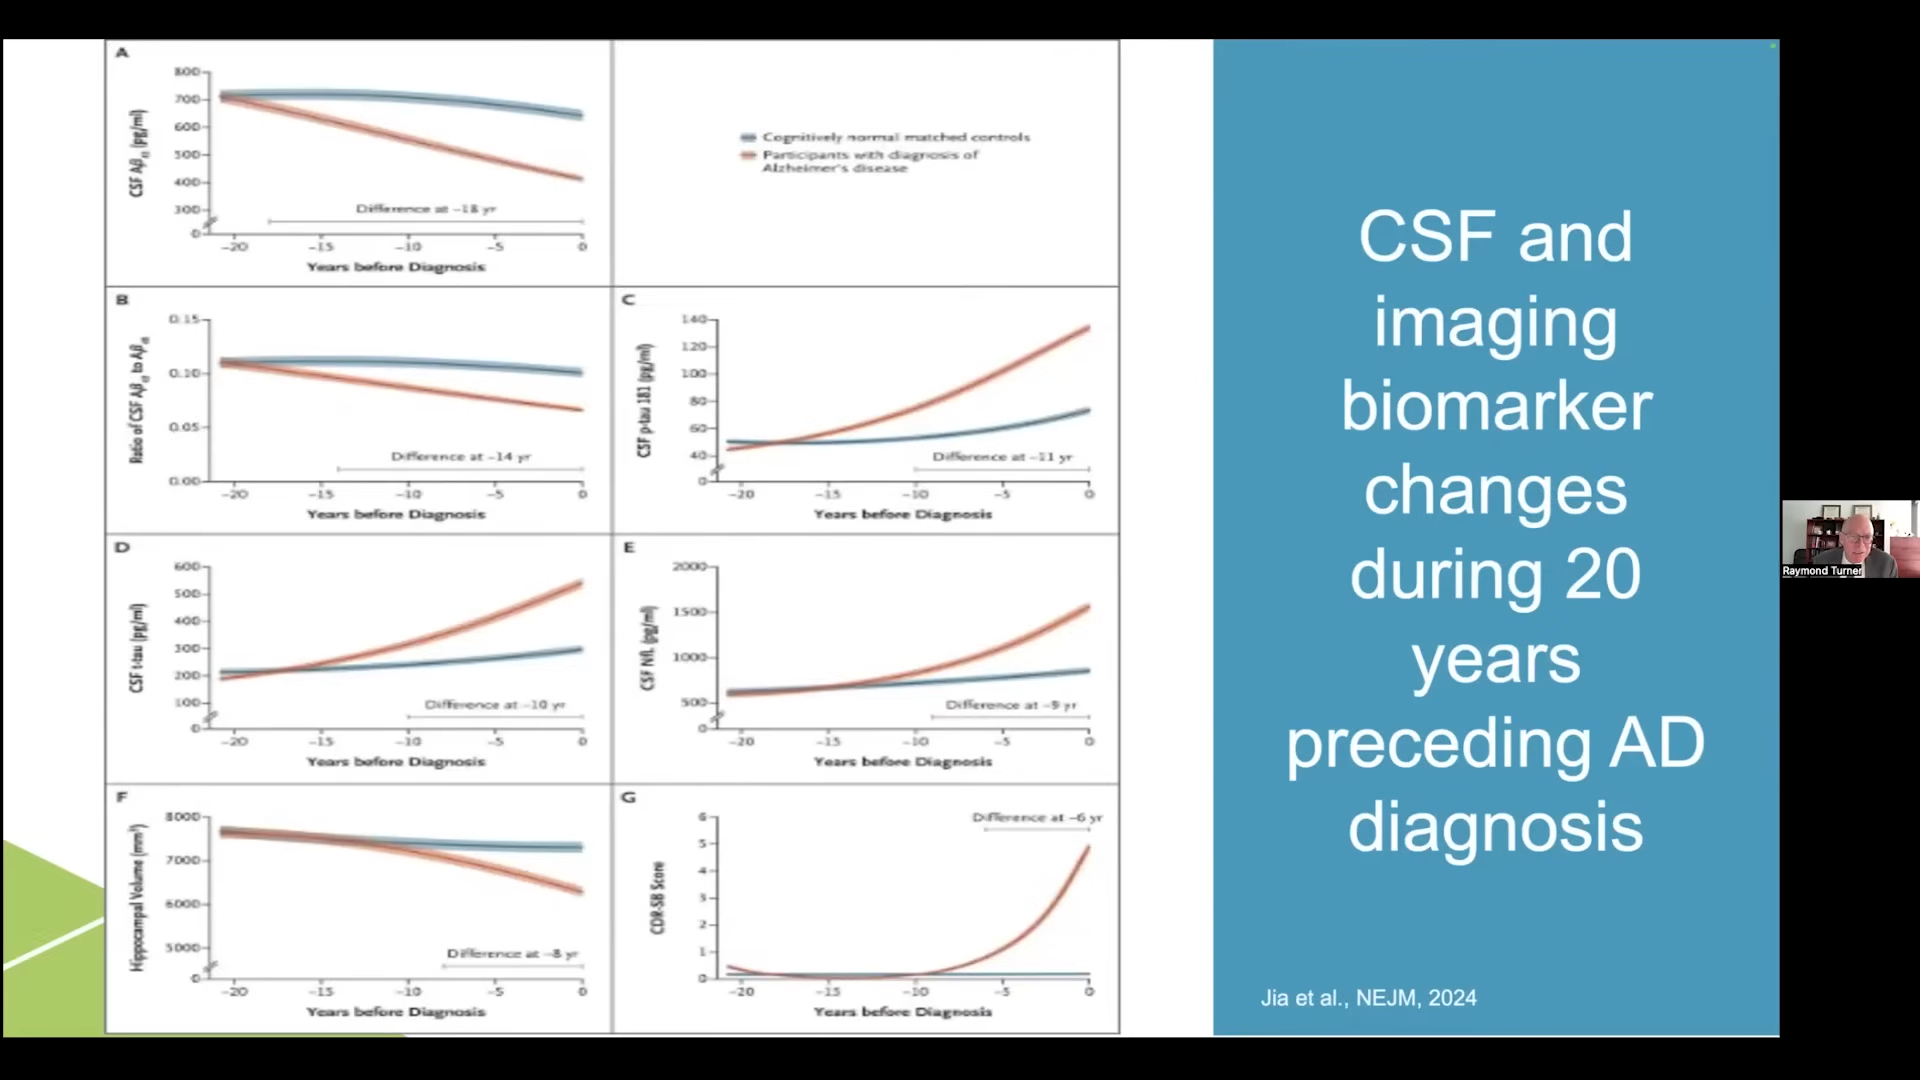 A
800
700
600
500
400
300
0
CSF Aβ42 (pg/ml)
Difference at −18 yr
−20 −15 −10 −5 0
Years before Diagnosis
Cognitively normal matched controls
Participants with diagnosis of
Alzheimer's disease
B
0.15
0.10
0.05
0.00
Ratio of CSF Aβ42 to Aβ40
Difference at −14 yr
−20 −15 −10 −5 0
Years before Diagnosis
C
140
120
100
80
60
40
0
CSF p-tau 181 (pg/ml)
Difference at −11 yr
−20 −15 −10 −5 0
Years before Diagnosis
D
600
500
400
300
200
100
0
CSF t-tau (pg/ml)
Difference at −10 yr
−20 −15 −10 −5 0
Years before Diagnosis
E
2000
1500
1000
500
0
CSF NfL (pg/ml)
Difference at −9 yr
−20 −15 −10 −5 0
Years before Diagnosis
F
8000
7000
6000
5000
0
Hippocampal Volume (mm³)
Difference at −8 yr
−20 −15 −10 −5 0
Years before Diagnosis
G
6
5
4
3
2
1
0
CDR-SB Score
Difference at −6 yr
−20 −15 −10 −5 0
Years before Diagnosis
CSF and
imaging
biomarker
changes
during 20
years
preceding AD
diagnosis
Jia et al., NEJM, 2024
Raymond Turner